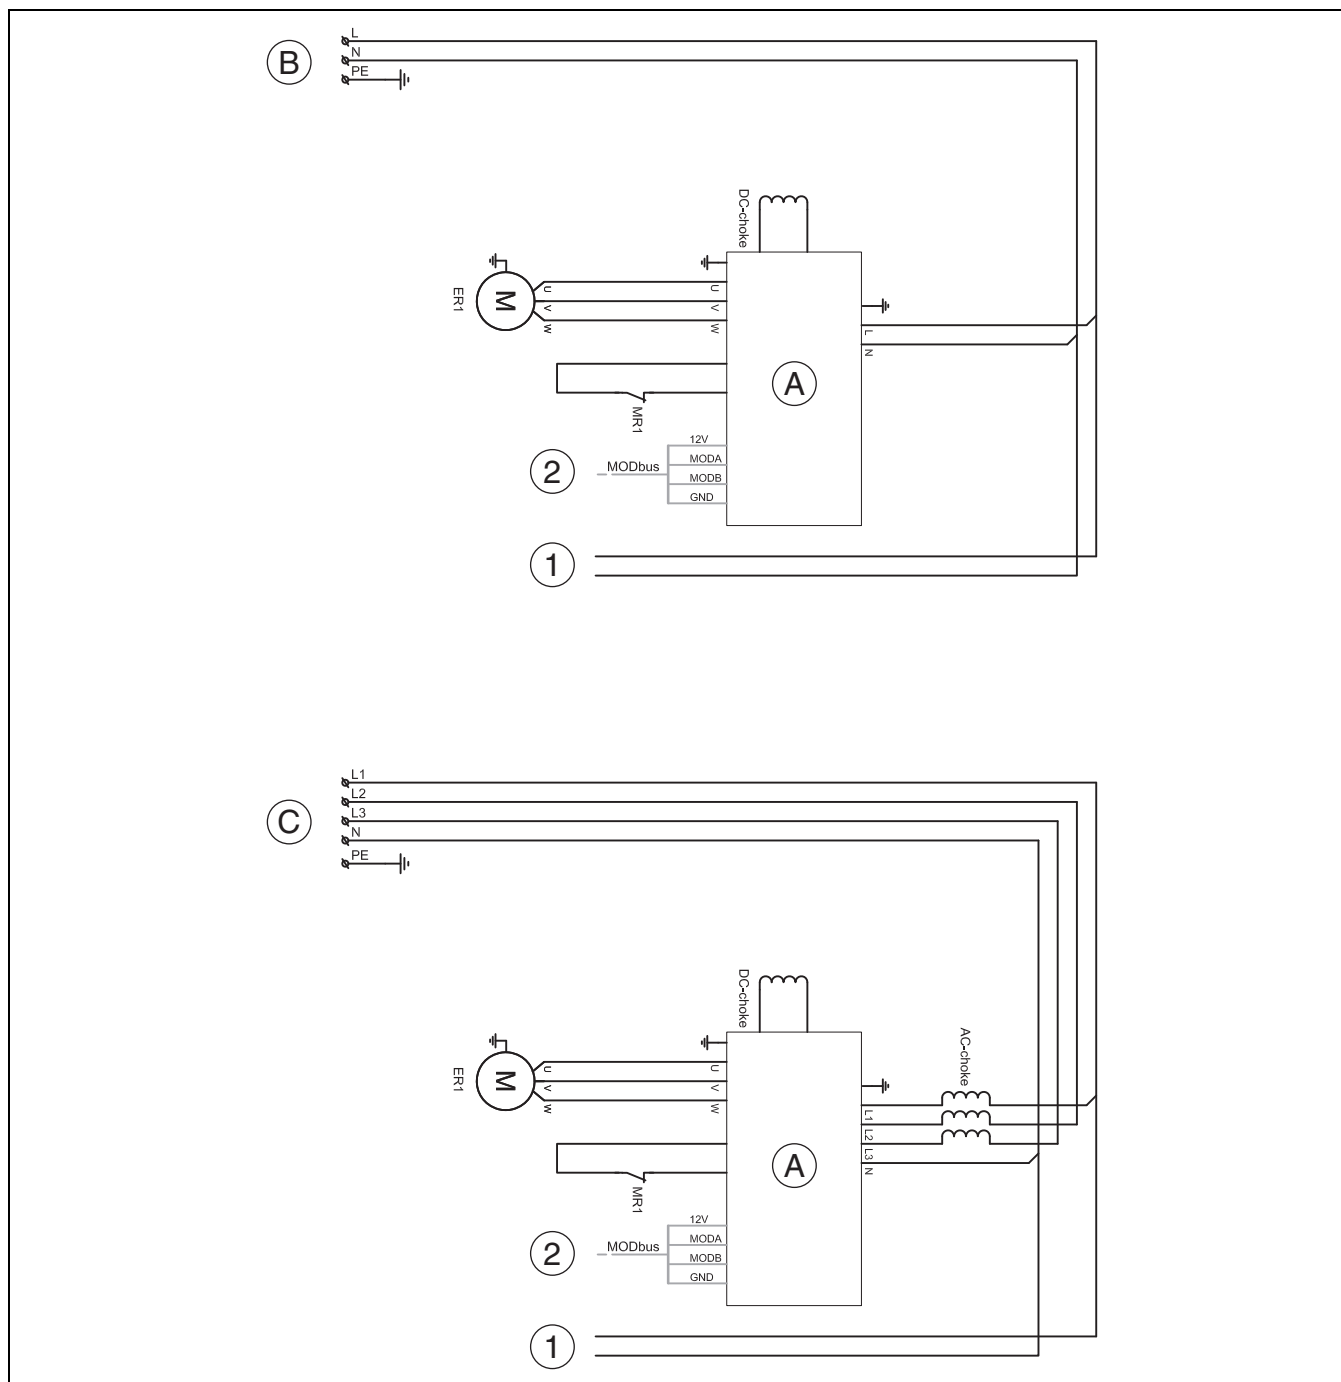 L
B
N
PE
DC-choke
ER1
M
U
V
W
U
V
W
L
N
A
MR1
12V
2
MODbus
MODA
MODB
GND
1
L1
L2
C
L3
N
PE
DC-choke
AC-choke
ER1
M
U
V
W
U
V
W
L1
L2
L3
N
A
MR1
12V
2
MODbus
MODA
MODB
GND
1